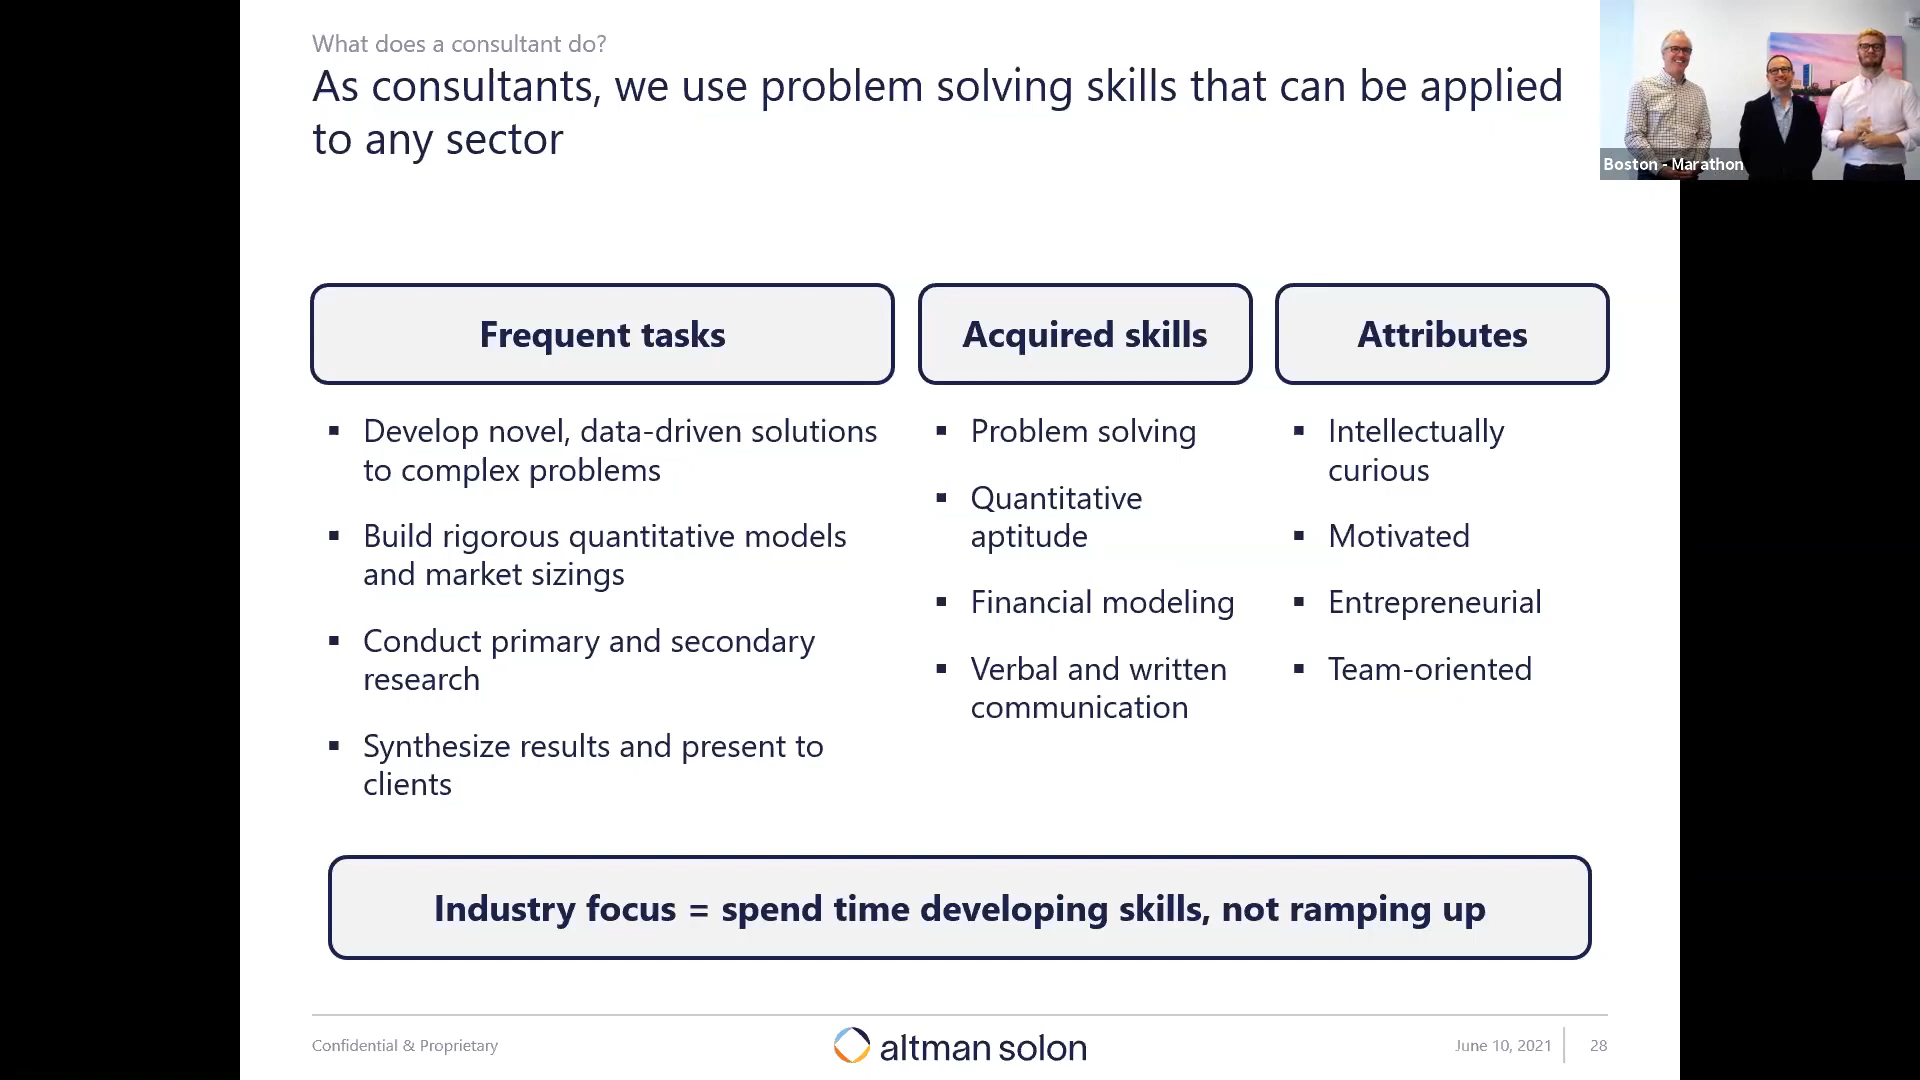 What does a consultant do?
As consultants, we use problem solving skills that can be applied
to any sector
Boston - Marathon
Frequent tasks
▪ Develop novel, data-driven solutions
to complex problems
▪ Build rigorous quantitative models
and market sizings
▪ Conduct primary and secondary
research
▪ Synthesize results and present to
clients
Acquired skills
▪ Problem solving
▪ Quantitative
aptitude
▪ Financial modeling
▪ Verbal and written
communication
Attributes
▪ Intellectually
curious
▪ Motivated
▪ Entrepreneurial
▪ Team-oriented
Industry focus = spend time developing skills, not ramping up
Confidential & Proprietary
altman solon
June 10, 2021
28